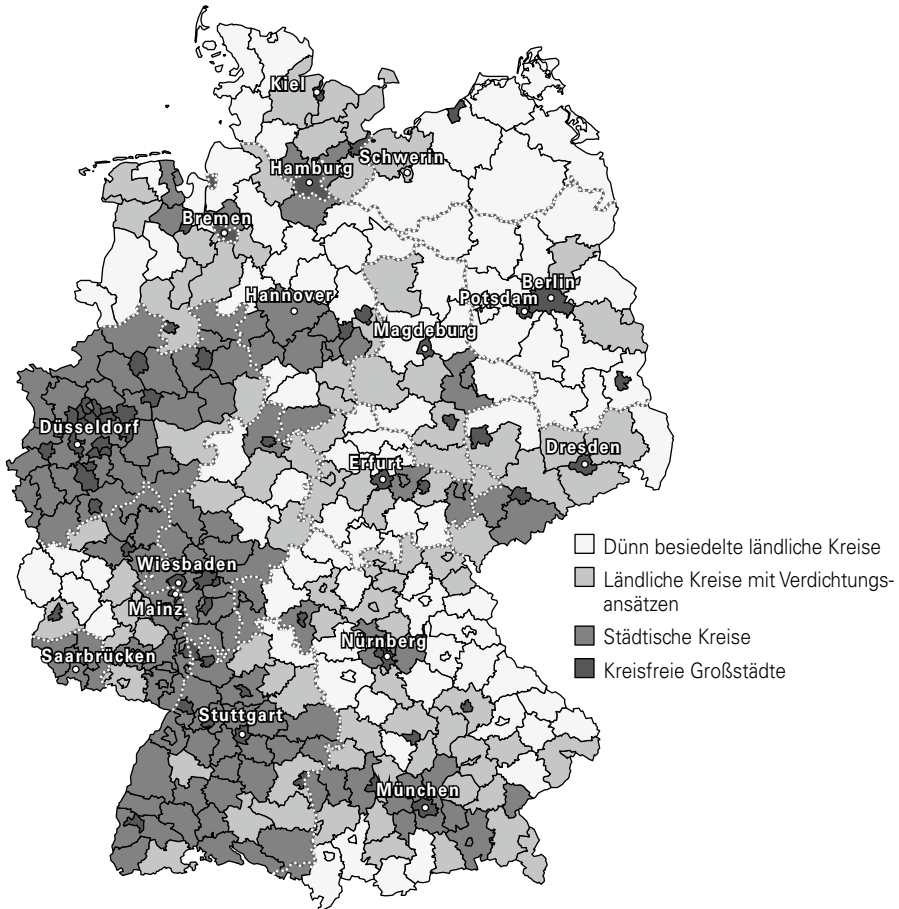 Kiel
Schwerin
Hamburg
Bremen
Berlin
Hannover
Potsdam
Magdeburg
Düsseldorf
Dresden
Erfurt
Wiesbaden
Mainz
Nürnberg
Saarbrücken
Stuttgart
München
Dünn besiedelte ländliche Kreise
Ländliche Kreise mit Verdichtungs-
ansätzen
Städtische Kreise
Kreisfreie Großstädte